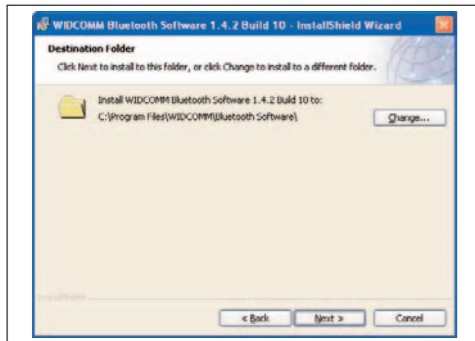 WIDCOMM Bluetooth Software 1.4.2 Build 10 - InstallShield Wizard
Destination Folder
Click Next to install to this folder, or click Change to install to a different folder.
Install WIDCOMM Bluetooth Software 1.4.2 Build 10 to:
C:\Program Files\WIDCOMM\Bluetooth Software\
Change...
InstallShield
< Back
Next >
Cancel